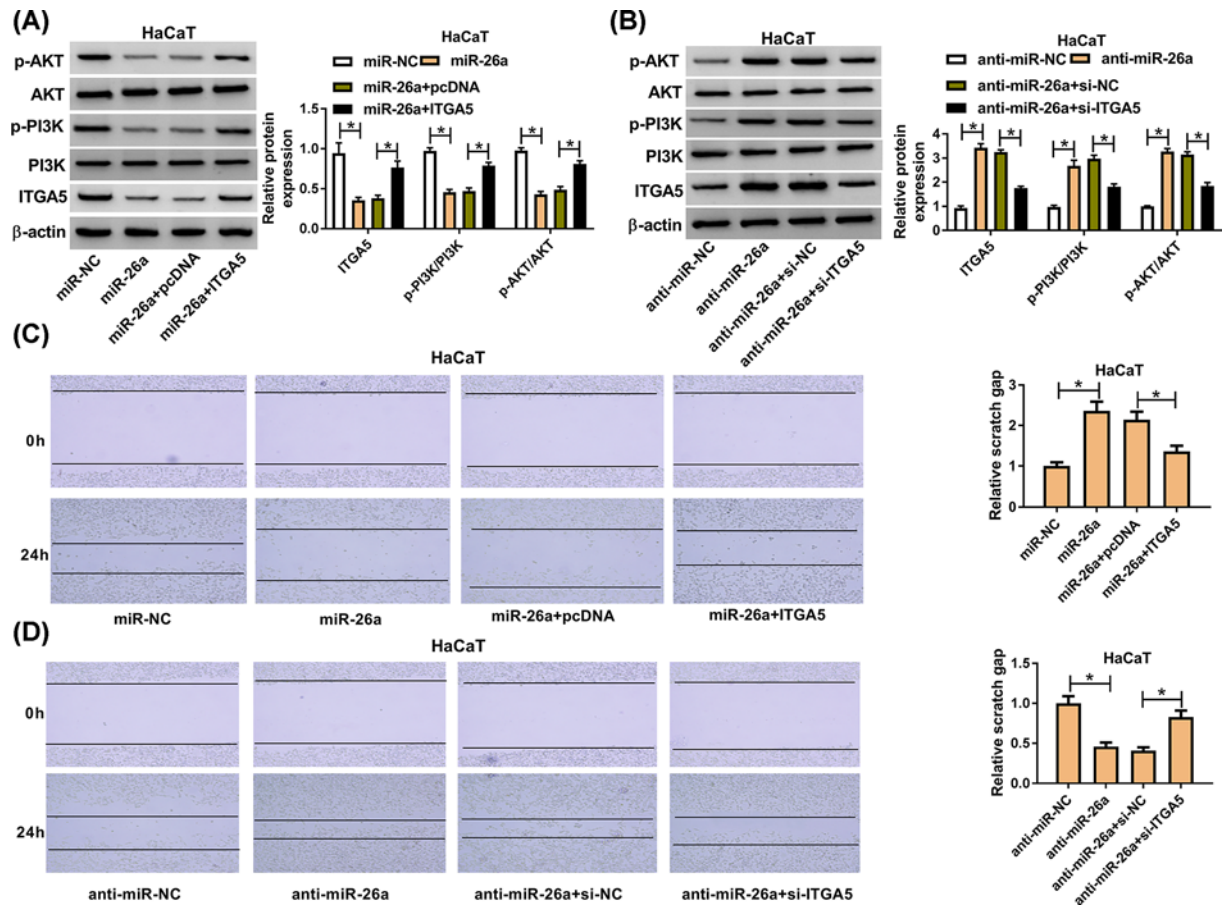 (A)
HaCaT
p-AKT
AKT
p-PI3K
PI3K
ITGA5
β-actin
miR-NC
miR-26a
miR-26a+pcDNA
miR-26a+ITGA5
HaCaT
miR-NC miR-26a
miR-26a+pcDNA
miR-26a+ITGA5
Relative protein
expression
1.0
0.5
0.0
* * * * * *
ITGA5
p-PI3K/PI3K
p-AKT/AKT
(B)
HaCaT
p-AKT
AKT
p-PI3K
PI3K
ITGA5
β-actin
anti-miR-NC
anti-miR-26a
anti-miR-26a+si-NC
anti-miR-26a+si-ITGA5
HaCaT
anti-miR-NC anti-miR-26a
anti-miR-26a+si-NC
anti-miR-26a+si-ITGA5
Relative protein
expression
4
3
2
1
0
* * * * * *
ITGA5
p-PI3K/PI3K
p-AKT/AKT
(C)
HaCaT
0h
24h
miR-NC miR-26a miR-26a+pcDNA miR-26a+ITGA5
HaCaT
Relative scratch gap
3
2
1
0
* *
miR-NC
miR-26a
miR-26a+pcDNA
miR-26a+ITGA5
(D)
HaCaT
0h
24h
anti-miR-NC anti-miR-26a anti-miR-26a+si-NC anti-miR-26a+si-ITGA5
HaCaT
Relative scratch gap
1.5
1.0
0.5
0.0
* *
anti-miR-NC
anti-miR-26a
anti-miR-26a+si-NC
anti-miR-26a+si-ITGA5